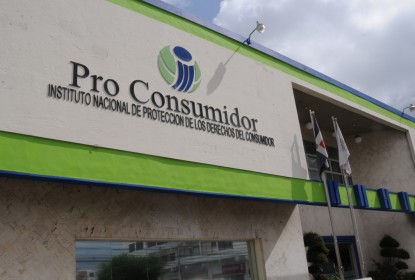 Pro Consumidor
INSTITUTO NACIONAL DE PROTECCION DE LOS DERECHOS DEL CONSUMIDOR